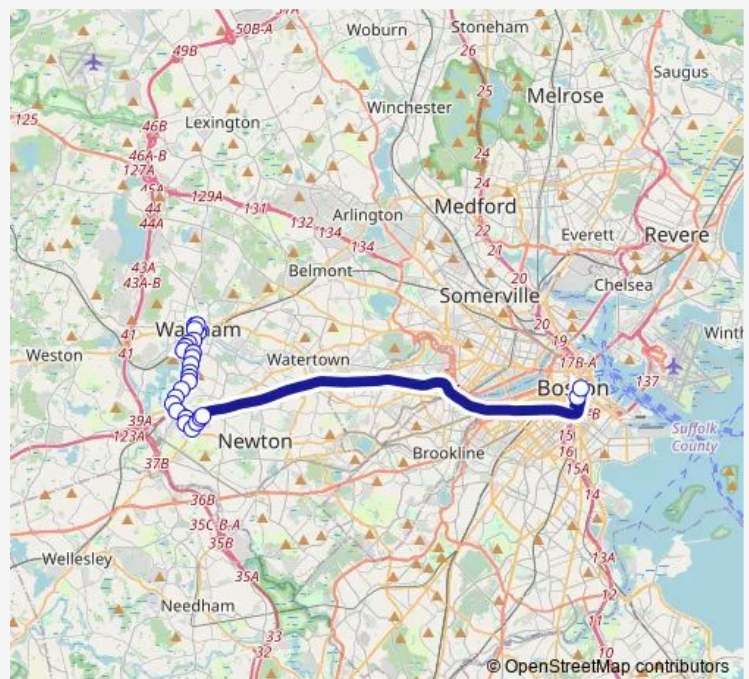 Woburn
Stoneham
50B-A
49B
26
Saugus
Winchester
25
Melrose
125
Lexington
46B
46A-B
127A
24
45A
129A
24
44
131
Medford
44A
132
Arlington
134
22
134
21
Everett
Revere
43A
Belmont
20
43A-B
Somerville
Chelsea
41
Waltham
20
19
Weston
41
Watertown
17B-A
Winth
137
Boston
39A
B
Suffolk
County
123A
Newton
15
37B
Brookline
16
15A
36B
14
35C-B-A
35B
Wellesley
13A
35A
12
Needham
33
11
32
10
© OpenStreetMap contributors